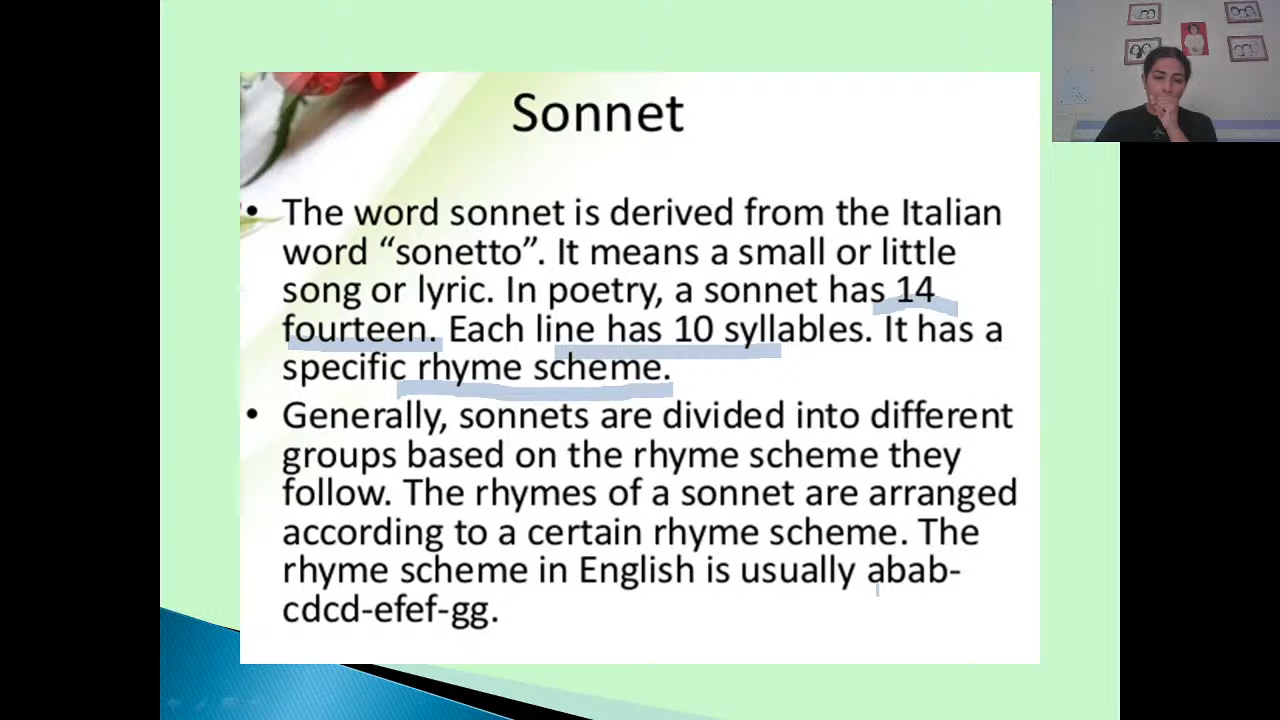 Sonnet
• The word sonnet is derived from the Italian
word “sonetto”. It means a small or little
song or lyric. In poetry, a sonnet has 14
fourteen. Each line has 10 syllables. It has a
specific rhyme scheme.
• Generally, sonnets are divided into different
groups based on the rhyme scheme they
follow. The rhymes of a sonnet are arranged
according to a certain rhyme scheme. The
rhyme scheme in English is usually abab-
cdcd-efef-gg.